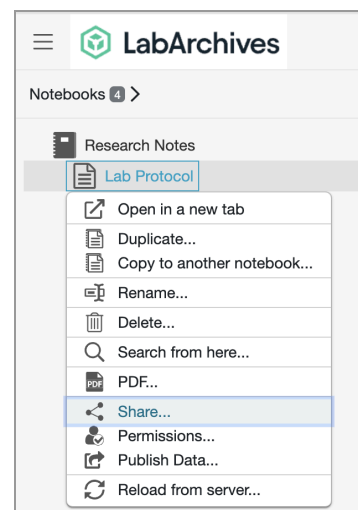 LabArchives
Notebooks 4
Research Notes
Lab Protocol
Open in a new tab
Duplicate...
Copy to another notebook...
Rename...
Delete...
Search from here...
PDF PDF...
Share...
Permissions...
Publish Data...
Reload from server...